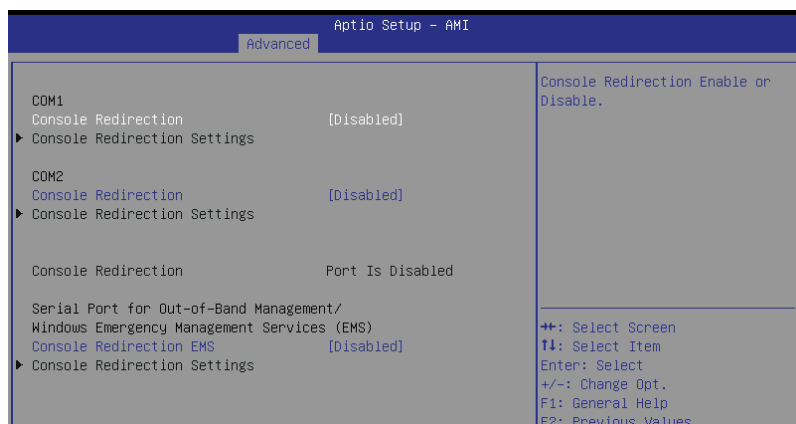 Aptio Setup – AMI
Advanced
COM1
Console Redirection [Disabled]
Console Redirection Settings
COM2
Console Redirection [Disabled]
Console Redirection Settings
Console Redirection Port Is Disabled
Serial Port for Out-of-Band Management/
Windows Emergency Management Services (EMS)
Console Redirection EMS [Disabled]
Console Redirection Settings
Console Redirection Enable or
Disable.
→←: Select Screen
↑↓: Select Item
Enter: Select
+/-: Change Opt.
F1: General Help
F2: Previous Values